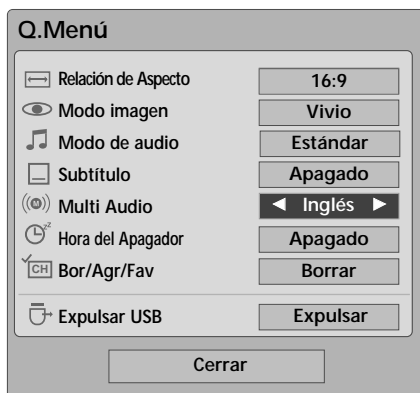 Q.Menú
Relación de Aspecto 16:9
Modo imagen Vivio
Modo de audio Estándar
Subtítulo Apagado
Multi Audio ◄ Inglés ►
Hora del Apagador Apagado
Bor/Agr/Fav Borrar
Expulsar USB Expulsar
Cerrar